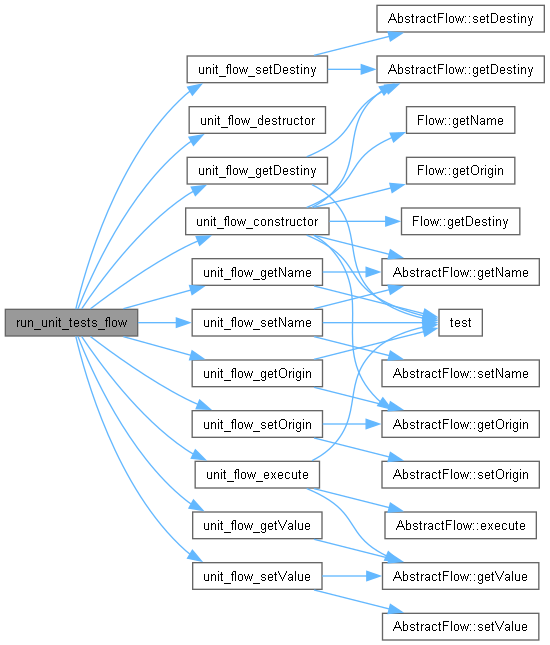 AbstractFlow::setDestiny
unit_flow_setDestiny
AbstractFlow::getDestiny
unit_flow_destructor
Flow::getName
unit_flow_getDestiny
Flow::getOrigin
unit_flow_constructor
Flow::getDestiny
unit_flow_getName
AbstractFlow::getName
run_unit_tests_flow
unit_flow_setName
test
unit_flow_getOrigin
AbstractFlow::setName
unit_flow_setOrigin
AbstractFlow::getOrigin
unit_flow_execute
AbstractFlow::setOrigin
unit_flow_getValue
AbstractFlow::execute
unit_flow_setValue
AbstractFlow::getValue
AbstractFlow::setValue